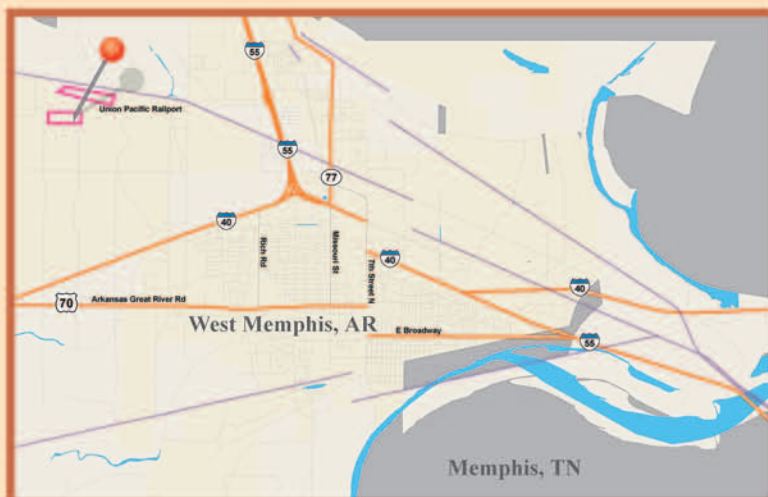 55
Union Pacific Railport
55
77
40
Rich Rd
Missouri St
7th Street N
40
40
70
Arkansas Great River Rd
West Memphis, AR
E Broadway
55
Memphis, TN